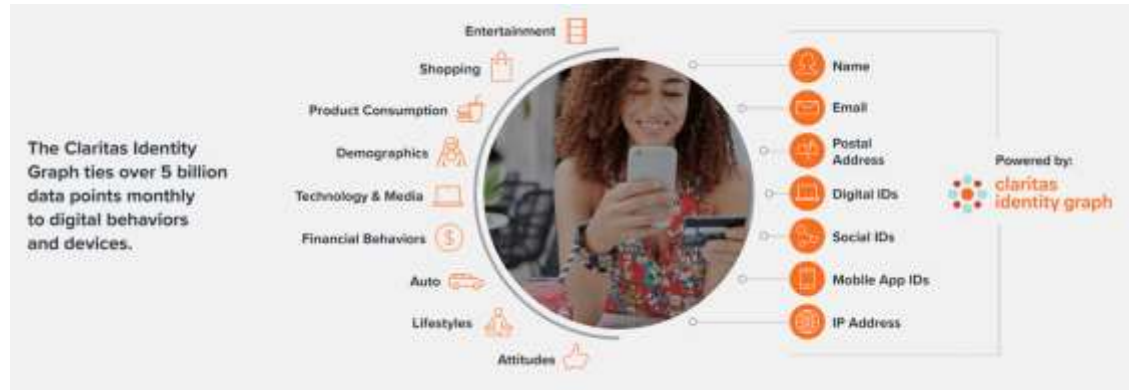 The Claritas Identity
Graph ties over 5 billion
data points monthly
to digital behaviors
and devices.
Entertainment
Shopping
Product Consumption
Demographics
Technology & Media
Financial Behaviors
Auto
Lifestyles
Attitudes
Name
Email
Postal
Address
Digital IDs
Social IDs
Mobile App IDs
IP Address
Powered by:
claritas
identity graph